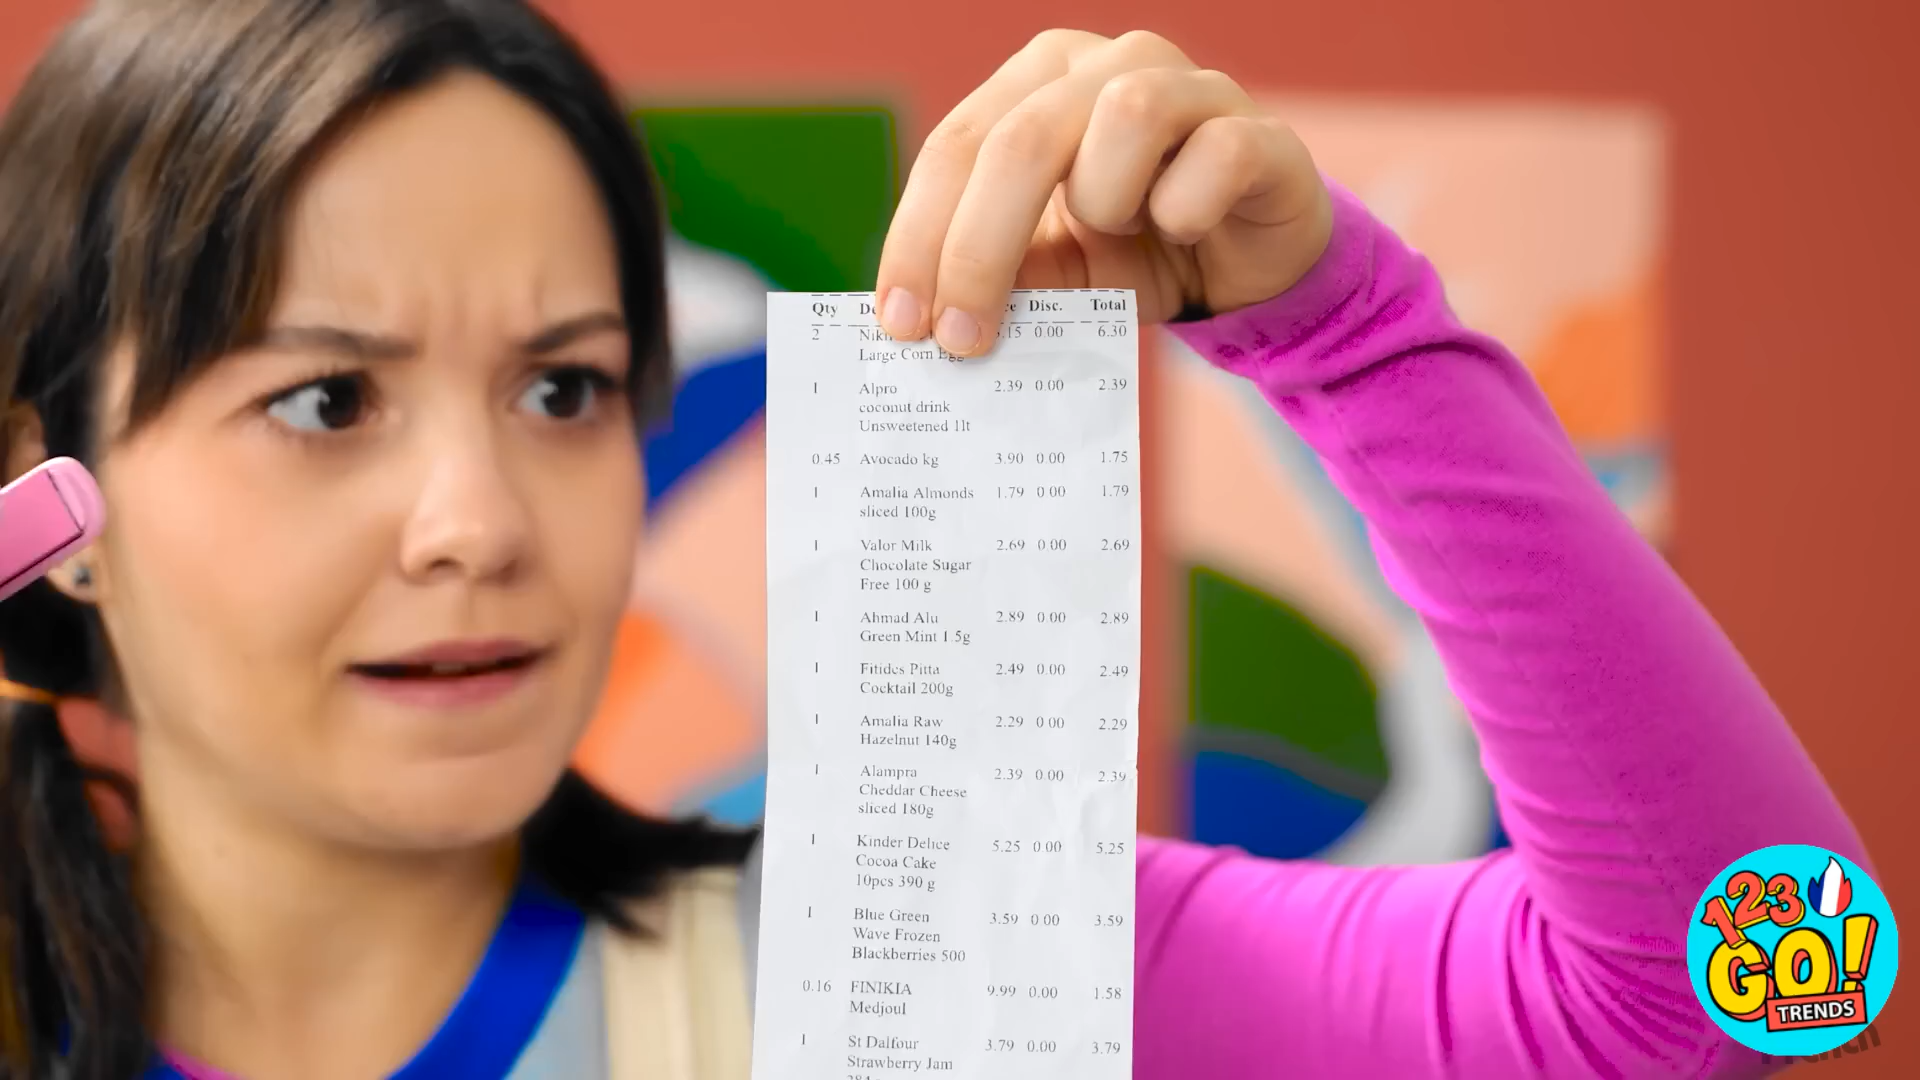 Qty Disc. Total
2 0.00 6.30
Large Corn Egg
1 Alpro 2.39 0.00 2.39
coconut drink
Unsweetened 1lt
0.45 Avocado kg 3.90 0.00 1.75
1 Amalia Almonds 1.79 0.00 1.79
sliced 100g
1 Valor Milk 2.69 0.00 2.69
Chocolate Sugar
Free 100 g
1 Ahmad Alu 2.89 0.00 2.89
Green Mint 1.5g
1 Fitides Pitta 2.49 0.00 2.49
Cocktail 200g
1 Amalia Raw 2.29 0.00 2.29
Hazelnut 140g
1 Alampra 2.39 0.00 2.39
Cheddar Cheese
sliced 180g
1 Kinder Delice 5.25 0.00 5.25
Cocoa Cake
10pcs 390 g
1 Blue Green 3.59 0.00 3.59
Wave Frozen
Blackberries 500
0.16 FINIKIA 9.99 0.00 1.58
Medjoul
1 St Dalfour 3.79 0.00 3.79
Strawberry Jam
123
GO!
TRENDS